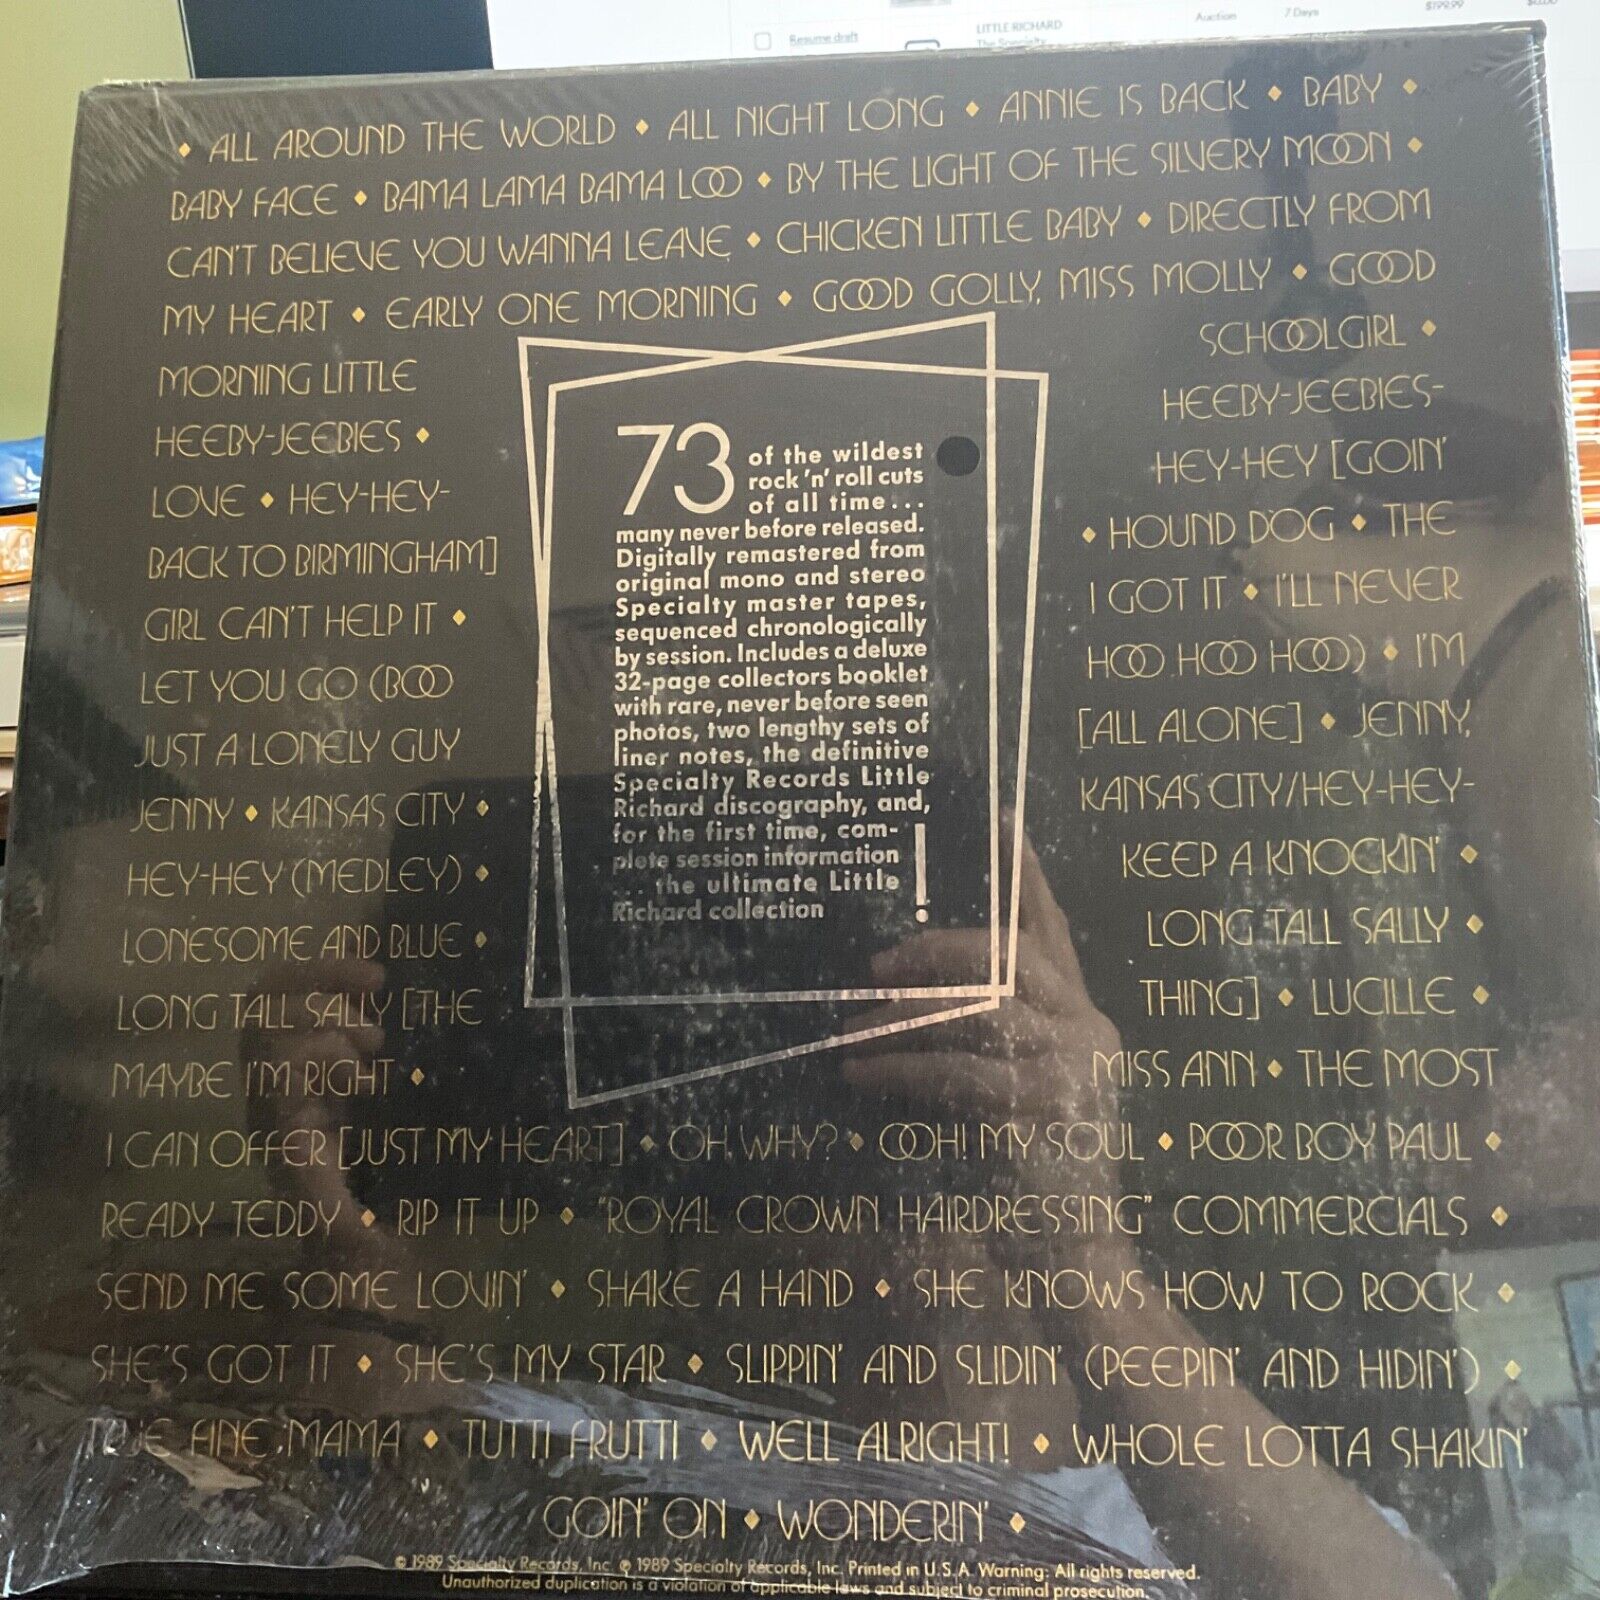 Resume draft
LITTLE RICHARD
The Specialty
Auction
7 Days
$199.99
• ALL AROUND THE WORLD • ALL NIGHT LONG • ANNIE IS BACK • BABY •
BABY FACE • BAMA LAMA BAMA LOO • BY THE LIGHT OF THE SILVERY MOON •
CAN'T BELIEVE YOU WANNA LEAVE • CHICKEN LITTLE BABY • DIRECTLY FROM
MY HEART • EARLY ONE MORNING • GOOD GOLLY, MISS MOLLY • GOOD
MORNING LITTLE SCHOOLGIRL •
HEEBY-JEEBIES • HEEBY-JEEBIES-
LOVE • HEY-HEY- HEY-HEY [GOIN'
BACK TO BIRMINGHAM] • HOUND DOG • THE
GIRL CAN'T HELP IT • I GOT IT • I'LL NEVER
LET YOU GO (BOO HOO HOO HOO) • I'M
JUST A LONELY GUY [ALL ALONE] • JENNY,
JENNY • KANSAS CITY • KANSAS CITY/HEY-HEY-
HEY-HEY (MEDLEY) • KEEP A KNOCKIN' •
LONESOME AND BLUE • LONG TALL SALLY •
LONG TALL SALLY [THE THING] • LUCILLE •
MAYBE I'M RIGHT • MISS ANN • THE MOST
I CAN OFFER [JUST MY HEART] • OH WHY? • OOH! MY SOUL • POOR BOY PAUL •
READY TEDDY • RIP IT UP • "ROYAL CROWN HAIRDRESSING" COMMERCIALS •
SEND ME SOME LOVIN' • SHAKE A HAND • SHE KNOWS HOW TO ROCK •
SHE'S GOT IT • SHE'S MY STAR • SLIPPIN' AND SLIDIN' (PEEPIN' AND HIDIN') •
TRUE FINE MAMA • TUTTI FRUTTI • WELL ALRIGHT! • WHOLE LOTTA SHAKIN'
GOIN' ON • WONDERIN' •
73 of the wildest
rock 'n' roll cuts
of all time...
many never before released.
Digitally remastered from
original mono and stereo
Specialty master tapes,
sequenced chronologically
by session. Includes a deluxe
32-page collectors booklet
with rare, never before seen
photos, two lengthy sets of
liner notes, the definitive
Specialty Records Little
Richard discography, and,
for the first time, com-
plete session information
... the ultimate Little
Richard collection!
© 1989 Specialty Records, Inc. ℗ 1989 Specialty Records, Inc. Printed in U.S.A. Warning: All rights reserved.
Unauthorized duplication is a violation of applicable laws and subject to criminal prosecution.